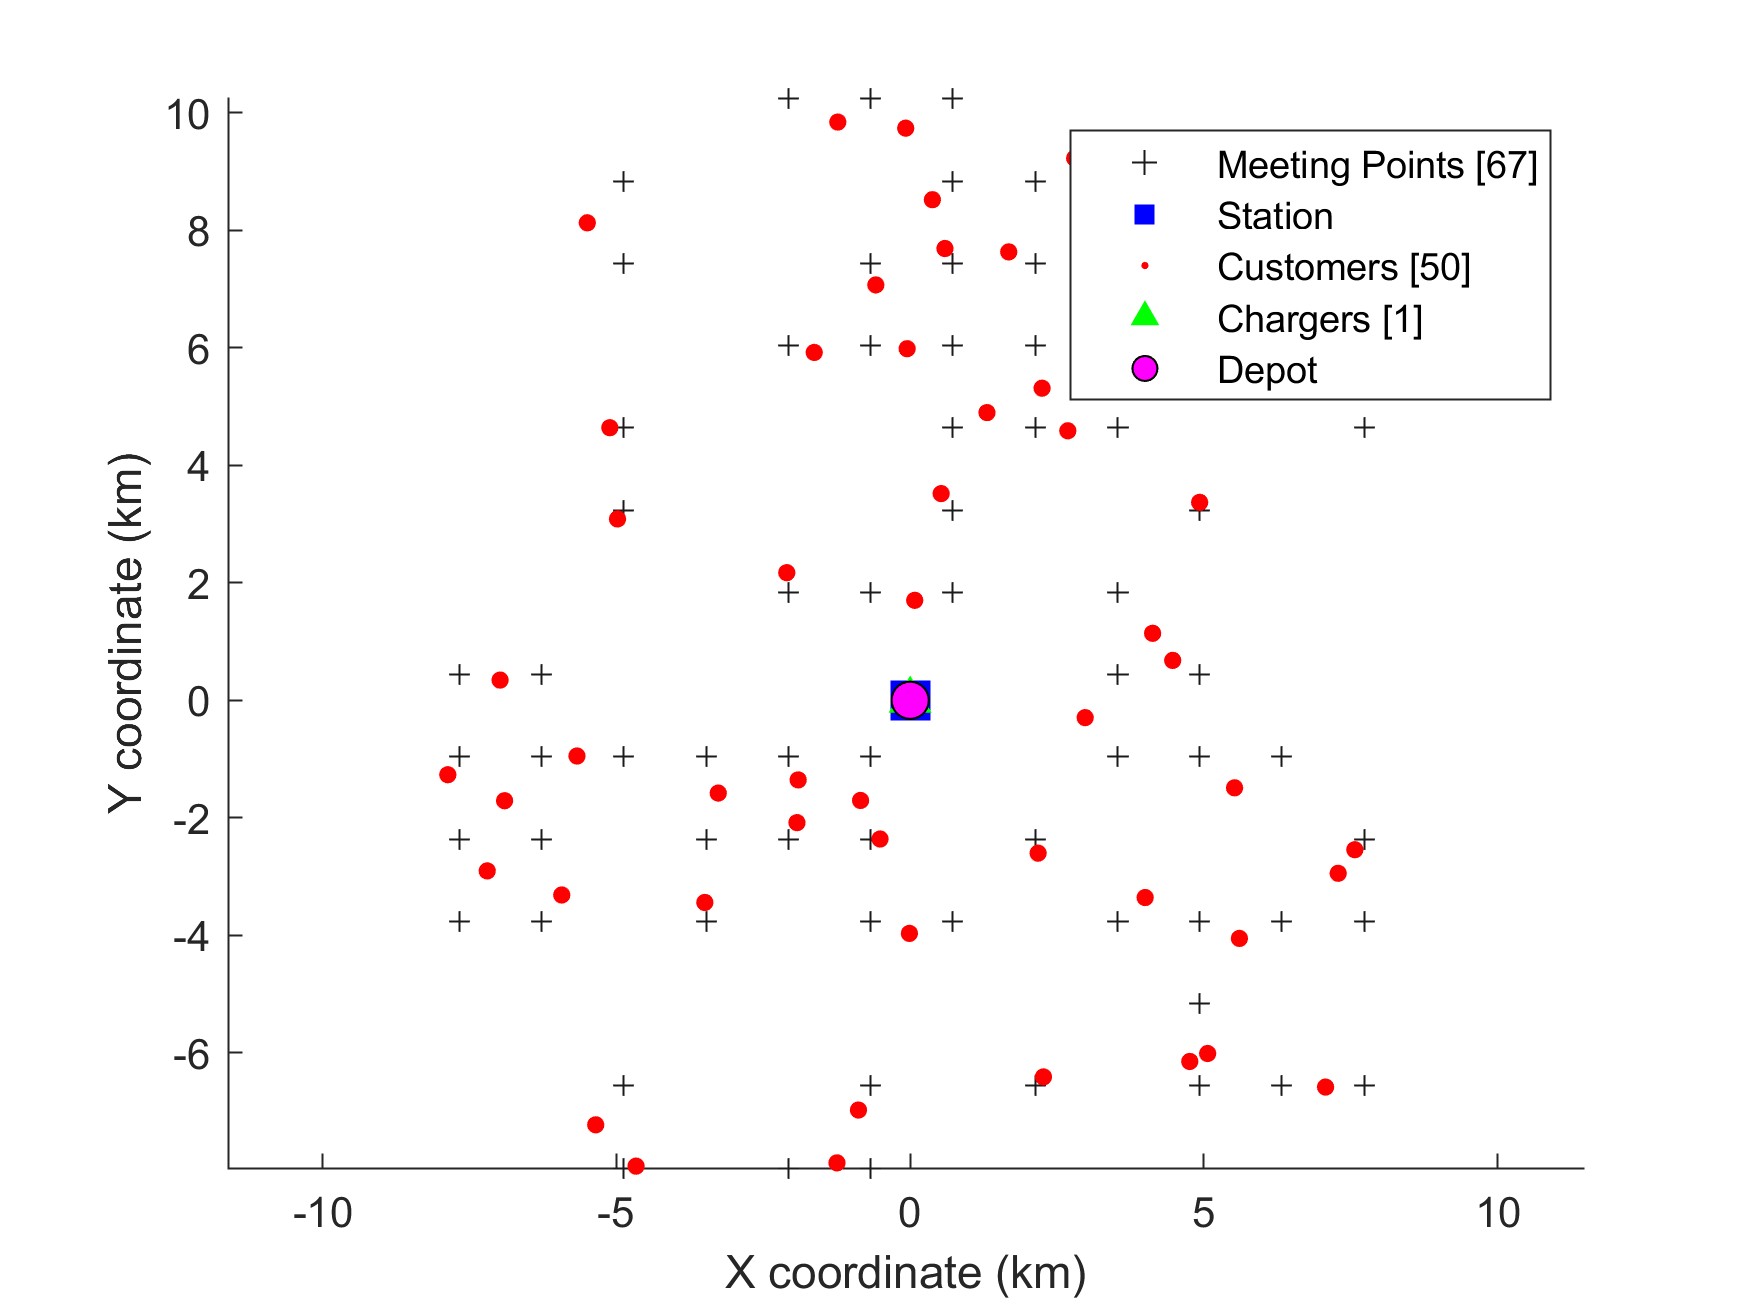 10
8
6
4
2
0
-2
-4
-6
Y coordinate (km)
Meeting Points [67]
Station
Customers [50]
Chargers [1]
Depot
-10 -5 0 5 10
X coordinate (km)